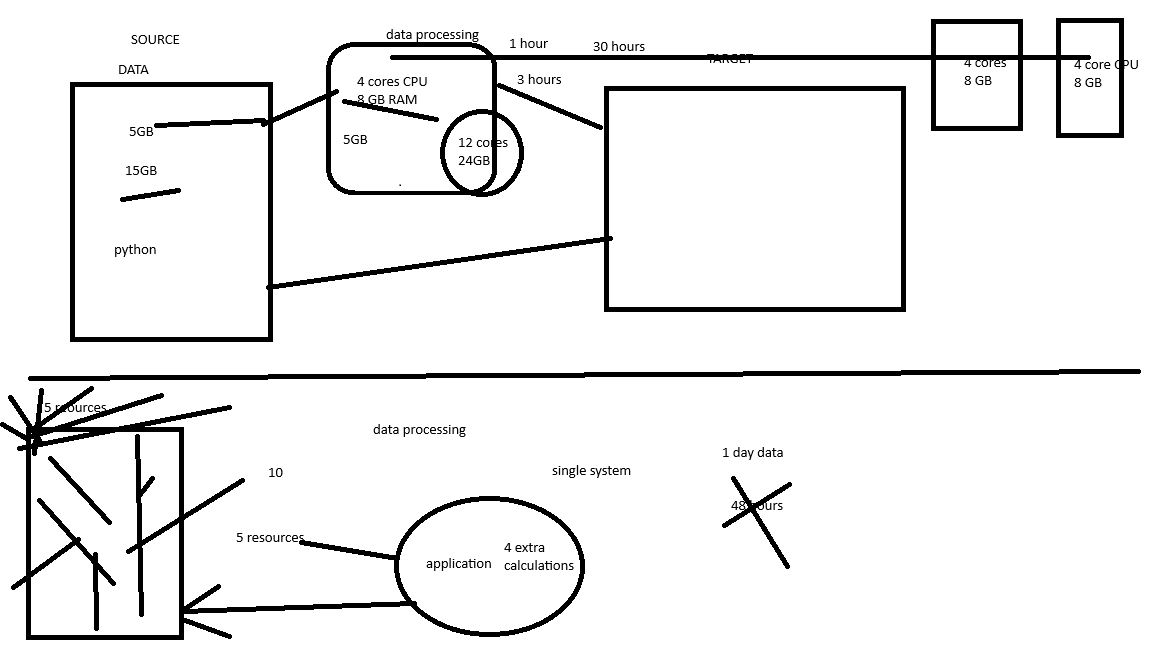 SOURCE
DATA
5GB
15GB
python
data processing
4 cores CPU
8 GB RAM
5GB
12 cores
24GB
1 hour
30 hours
3 hours
TARGET
4 cores
8 GB
4 core CPU
8 GB
5 reources
10
5 resources
data processing
single system
application
4 extra
calculations
1 day data
48 hours